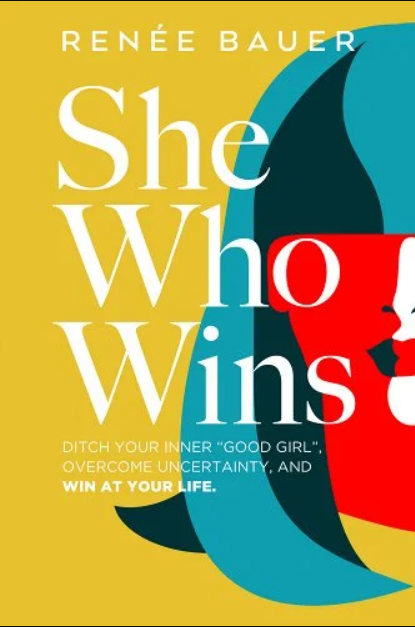 RENÉE BAUER
She
Who
Wins
DITCH YOUR INNER “GOOD GIRL”,
OVERCOME UNCERTAINTY, AND
WIN AT YOUR LIFE.